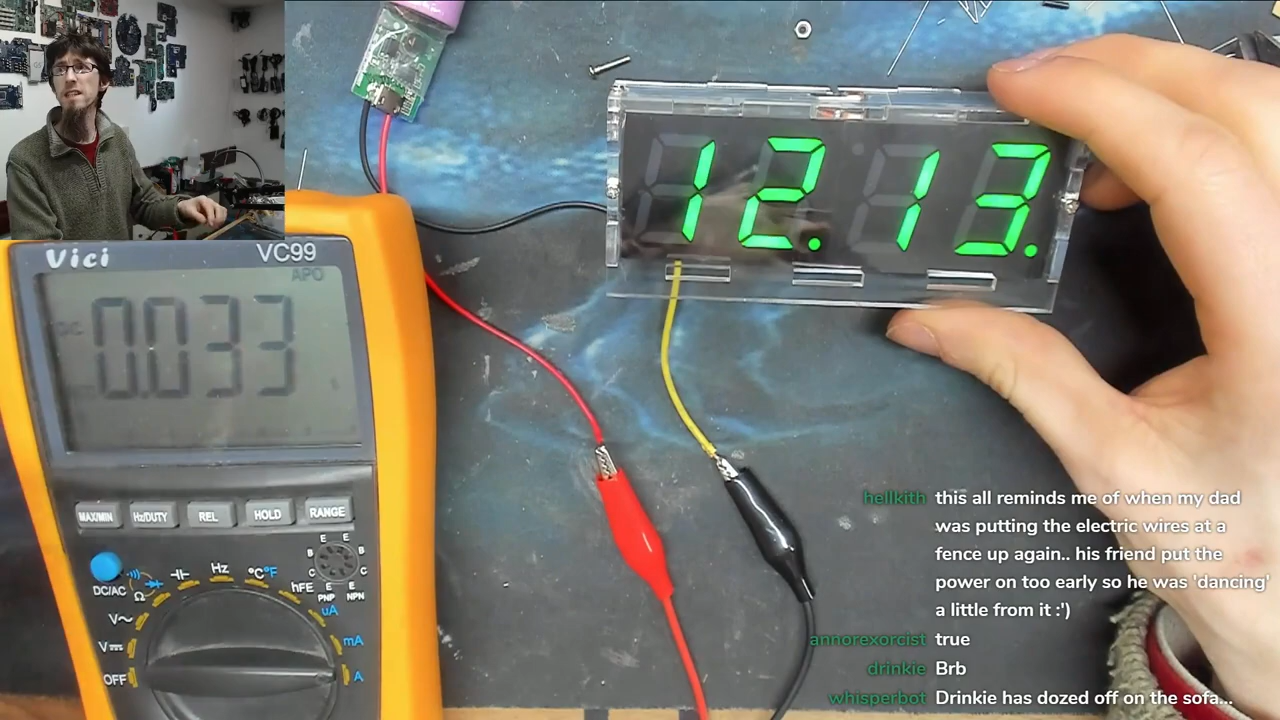 12.13.
Vici
VC99
APO
DC
0.033
MAX/MIN
Hz/DUTY
REL
HOLD
RANGE
E E
B B
C C
E E
PNP NPN
DC/AC
Ω
Hz
°C°F
hFE
uA
V~
mA
V
OFF
A
hellkith this all reminds me of when my dad
was putting the electric wires at a
fence up again.. his friend put the
power on too early so he was 'dancing'
a little from it :')
annorexorcist true
drinkie Brb
whisperbot Drinkie has dozed off on the sofa...